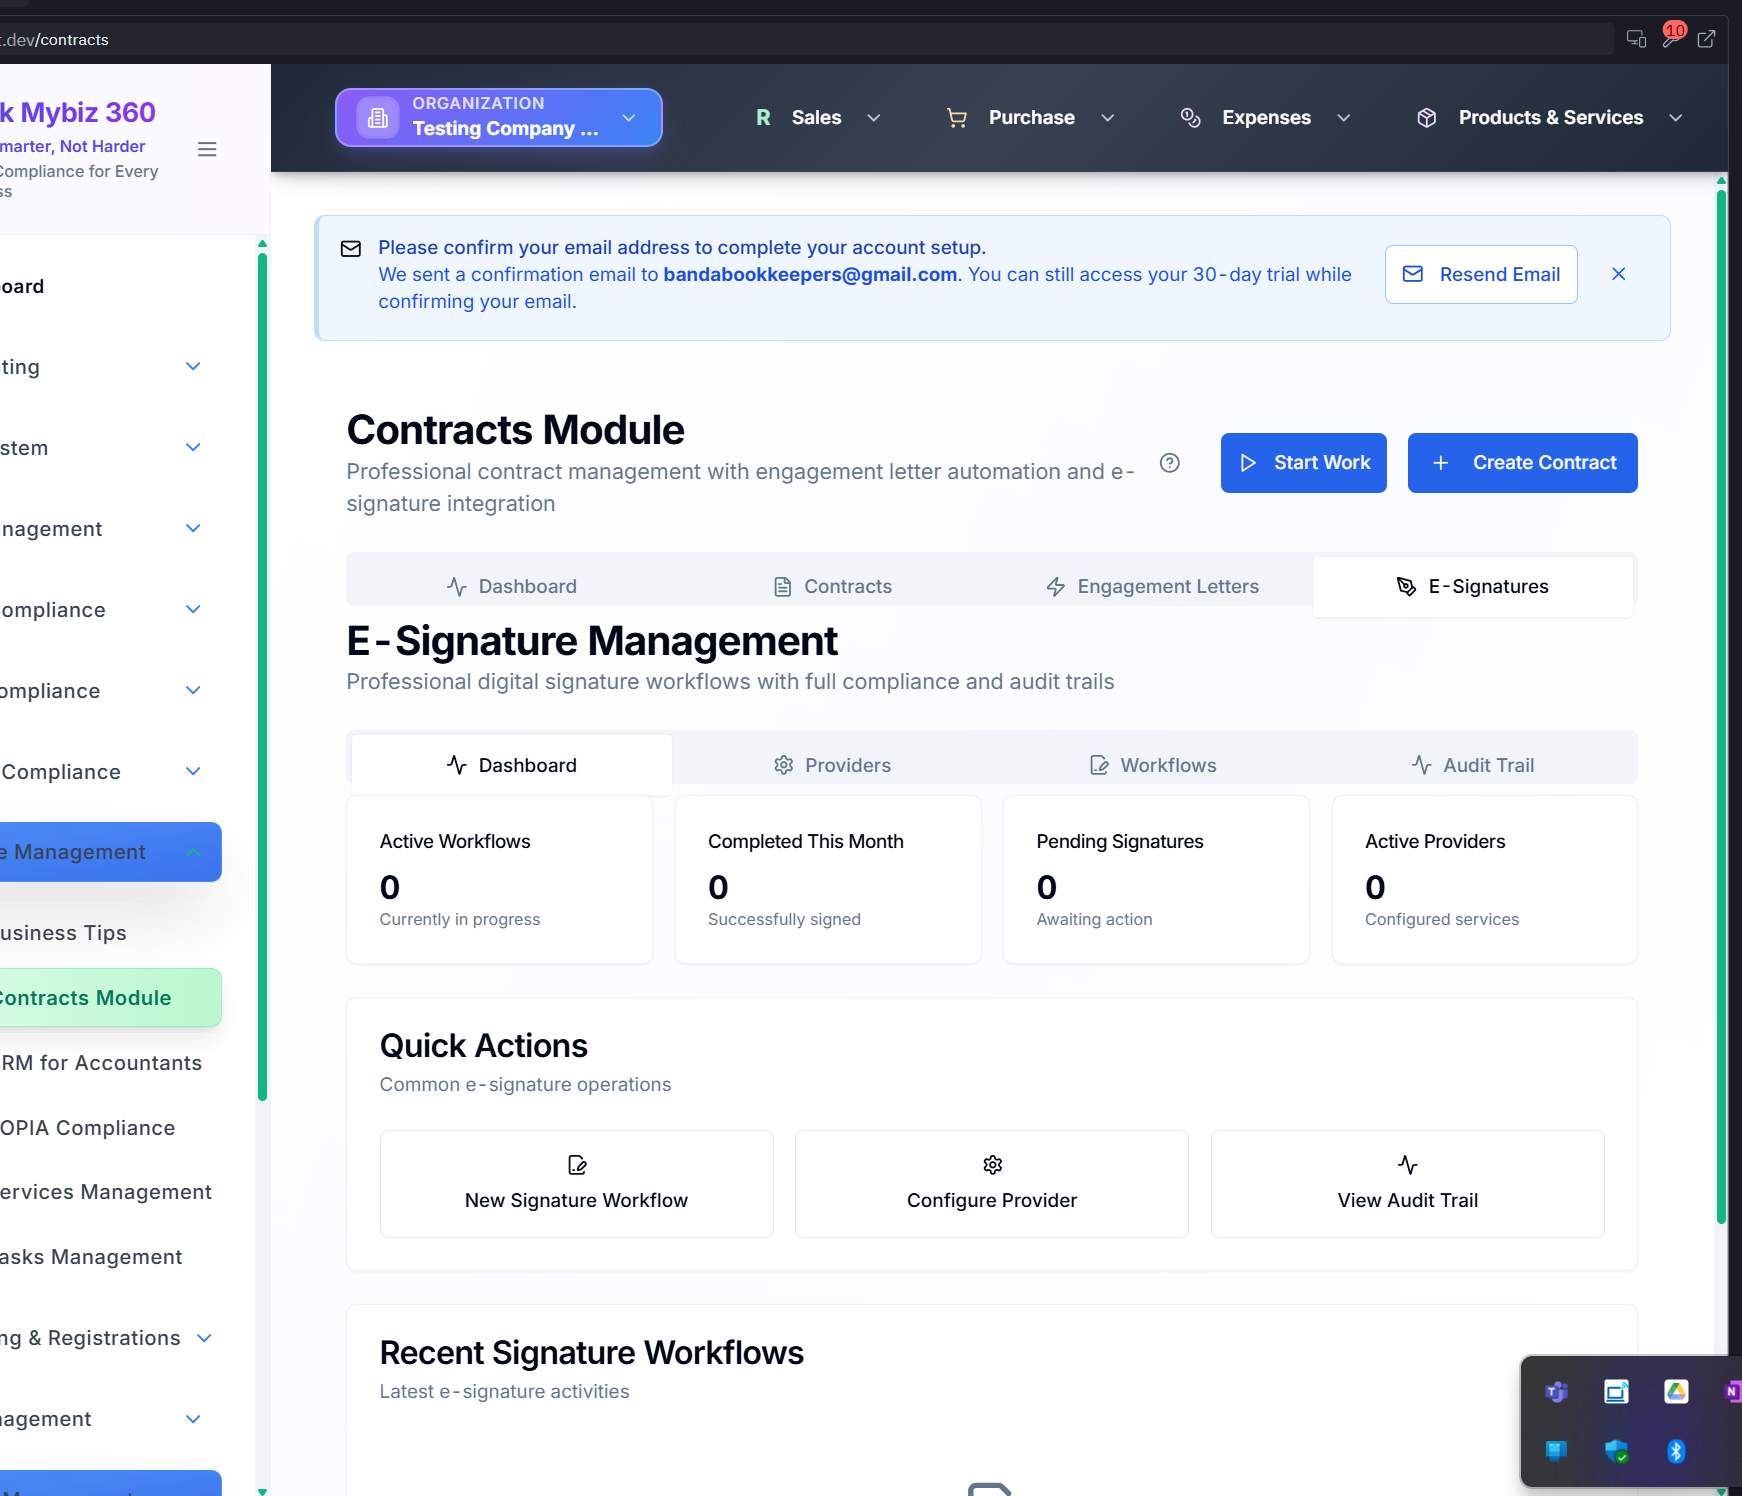 t.dev/contracts
10
k Mybiz 360
marter, Not Harder
Compliance for Every
ss
ORGANIZATION
Testing Company ...
R Sales
Purchase
Expenses
Products & Services
Please confirm your email address to complete your account setup.
We sent a confirmation email to bandabookkeepers@gmail.com. You can still access your 30-day trial while
confirming your email.
Resend Email
oard
ting
stem
nagement
ompliance
ompliance
Compliance
e Management
usiness Tips
Contracts Module
RM for Accountants
OPIA Compliance
ervices Management
asks Management
ng & Registrations
nagement
Contracts Module
Professional contract management with engagement letter automation and e-
signature integration
Start Work
Create Contract
Dashboard
Contracts
Engagement Letters
E-Signatures
E-Signature Management
Professional digital signature workflows with full compliance and audit trails
Dashboard
Providers
Workflows
Audit Trail
Active Workflows
0
Currently in progress
Completed This Month
0
Successfully signed
Pending Signatures
0
Awaiting action
Active Providers
0
Configured services
Quick Actions
Common e-signature operations
New Signature Workflow
Configure Provider
View Audit Trail
Recent Signature Workflows
Latest e-signature activities